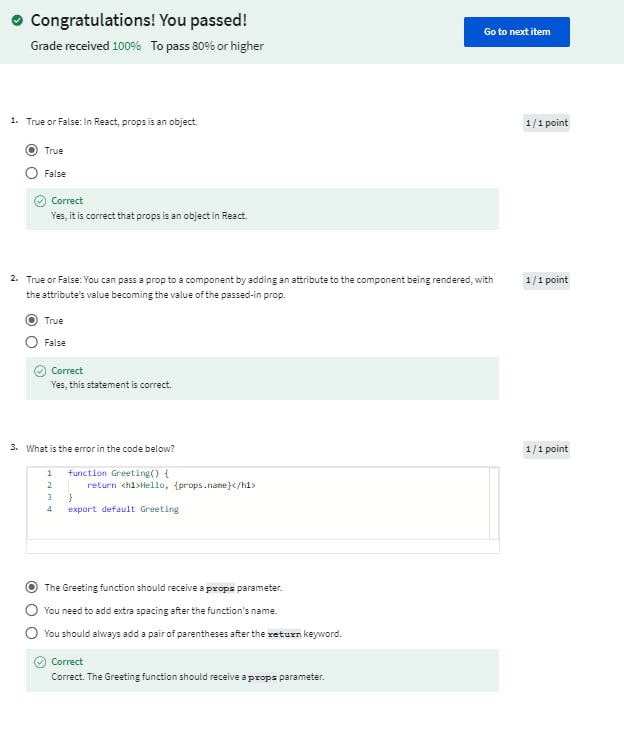 Congratulations! You passed!
Go to next item
Grade received 100% To pass 80% or higher
1. True or False: In React, props is an object.
1 / 1 point
True
False
Correct
Yes, it is correct that props is an object in React.
2. True or False: You can pass a prop to a component by adding an attribute to the component being rendered, with
1 / 1 point
the attribute's value becoming the value of the passed-in prop.
True
False
Correct
Yes, this statement is correct.
3. What is the error in the code below?
1 / 1 point
1 function Greeting() {
2 return <h1>Hello, {props.name}</h1>
3 }
4 export default Greeting
The Greeting function should receive a props parameter.
You need to add extra spacing after the function's name.
You should always add a pair of parentheses after the return keyword.
Correct
Correct. The Greeting function should receive a props parameter.